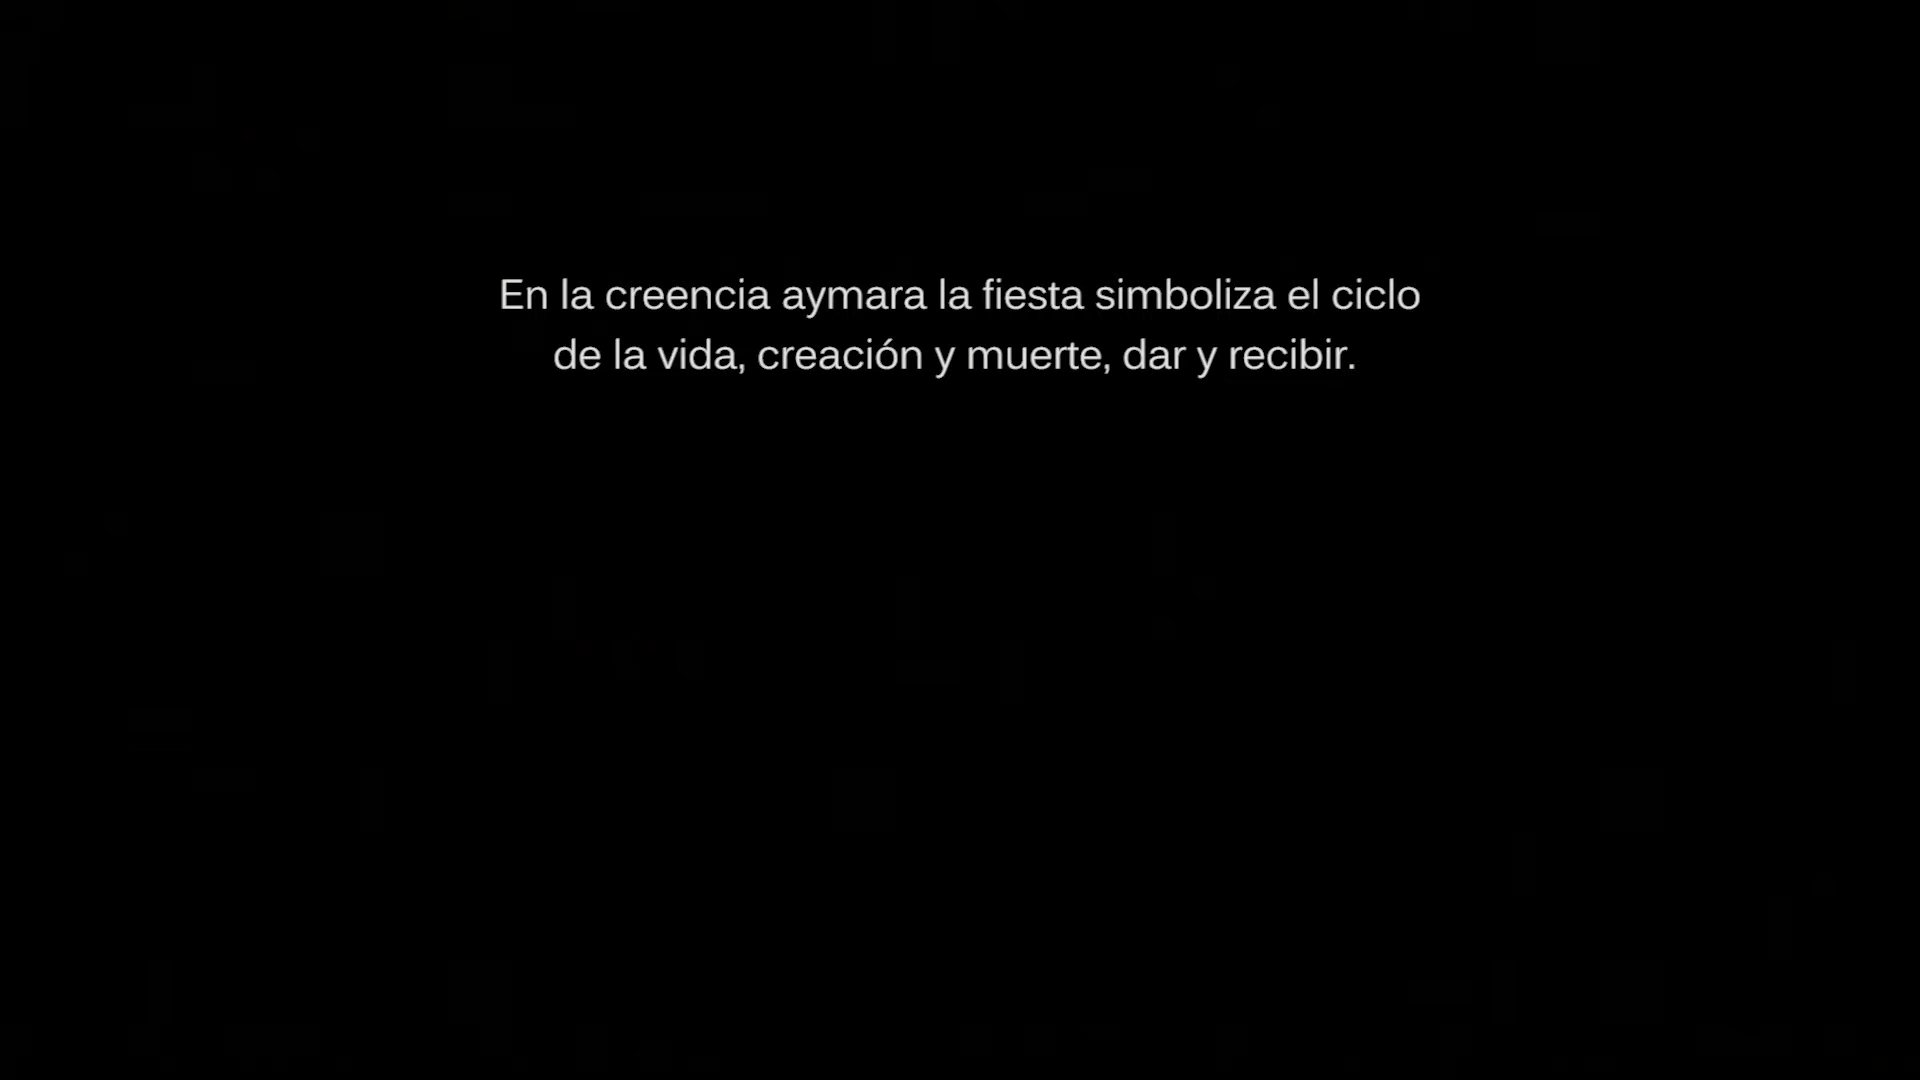 En la creencia aymara la fiesta simboliza el ciclo
de la vida, creación y muerte, dar y recibir.